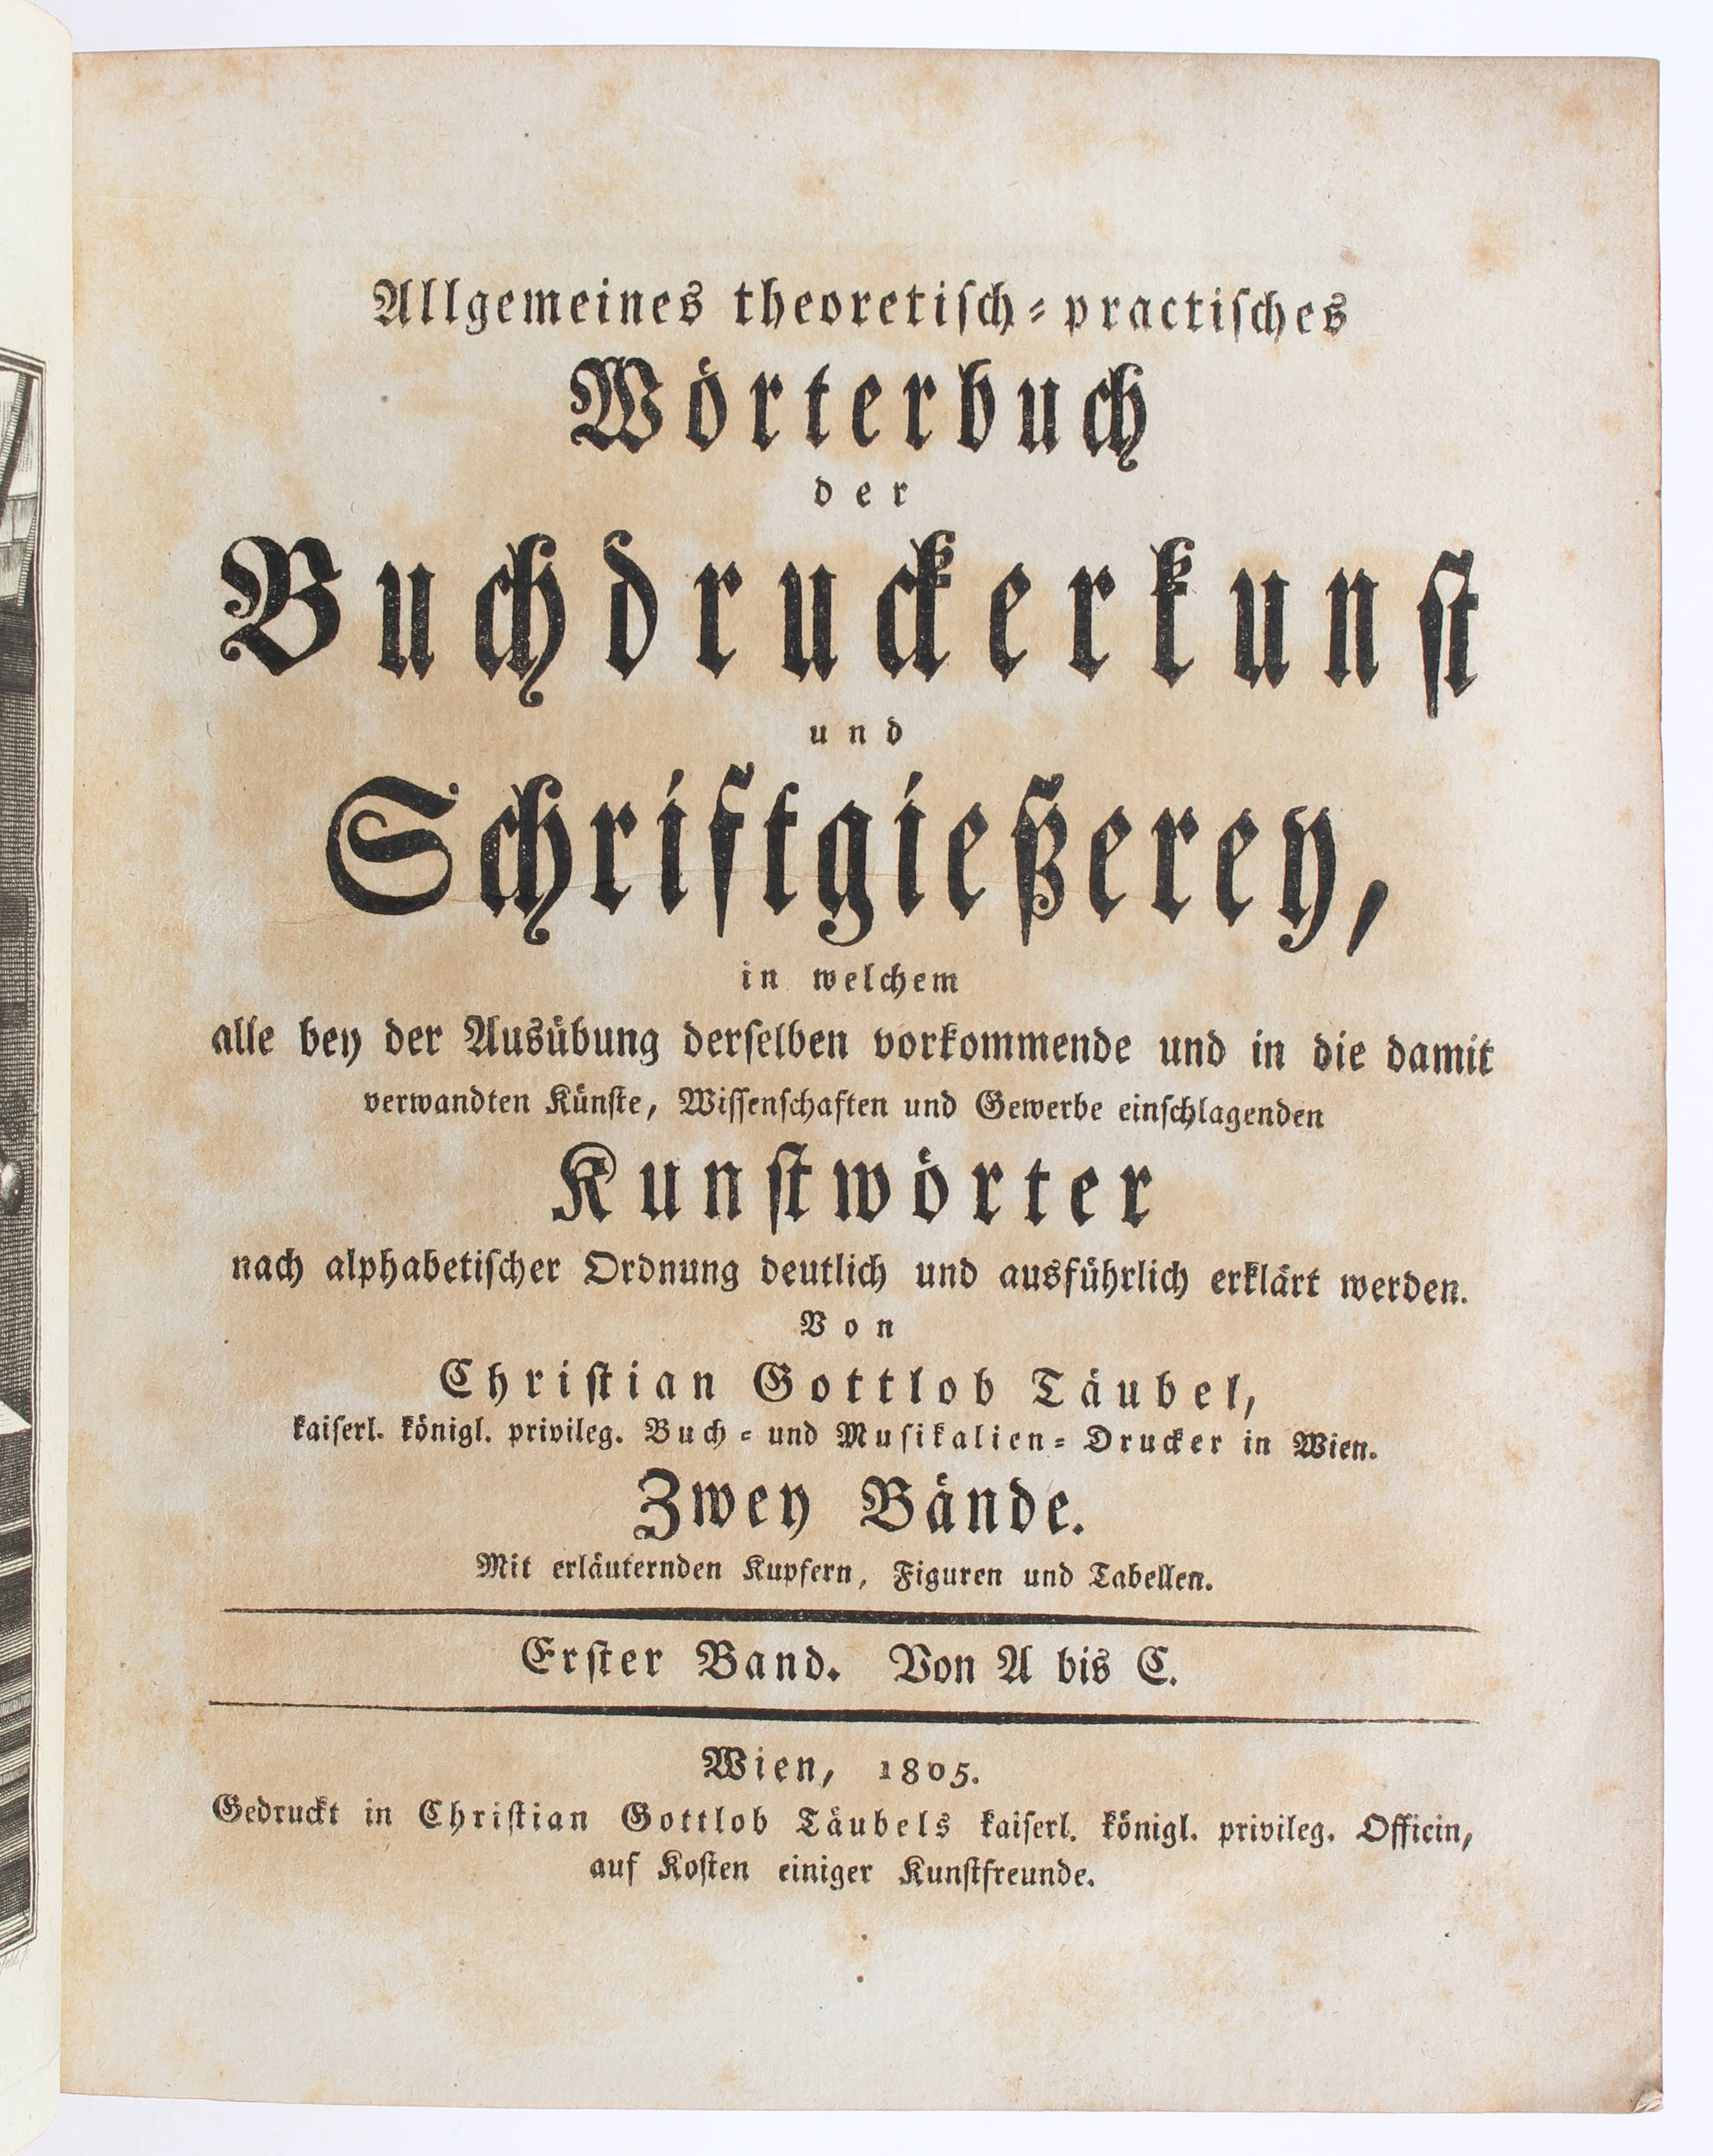 Allgemeines theoretiſch-practiſches
Wörterbuch
der
Buchdruckerkunſt
und
Schriftgießerey,
in welchem
alle bey der Ausübung derſelben vorkommende und in die damit
verwandten Künſte, Wiſſenſchaften und Gewerbe einſchlagenden
Kunſtwörter
nach alphabetiſcher Ordnung deutlich und ausführlich erklärt werden.
Von
Chriſtian Gottlob Täubel,
kaiſerl. königl. privileg. Buch- und Muſikalien-Drucker in Wien.
Zwey Bände.
Mit erläuternden Kupfern, Figuren und Tabellen.
Erſter Band. Von A bis C.
Wien, 1805.
Gedruckt in Chriſtian Gottlob Täubels kaiſerl. königl. privileg. Officin,
auf Koſten einiger Kunſtfreunde.